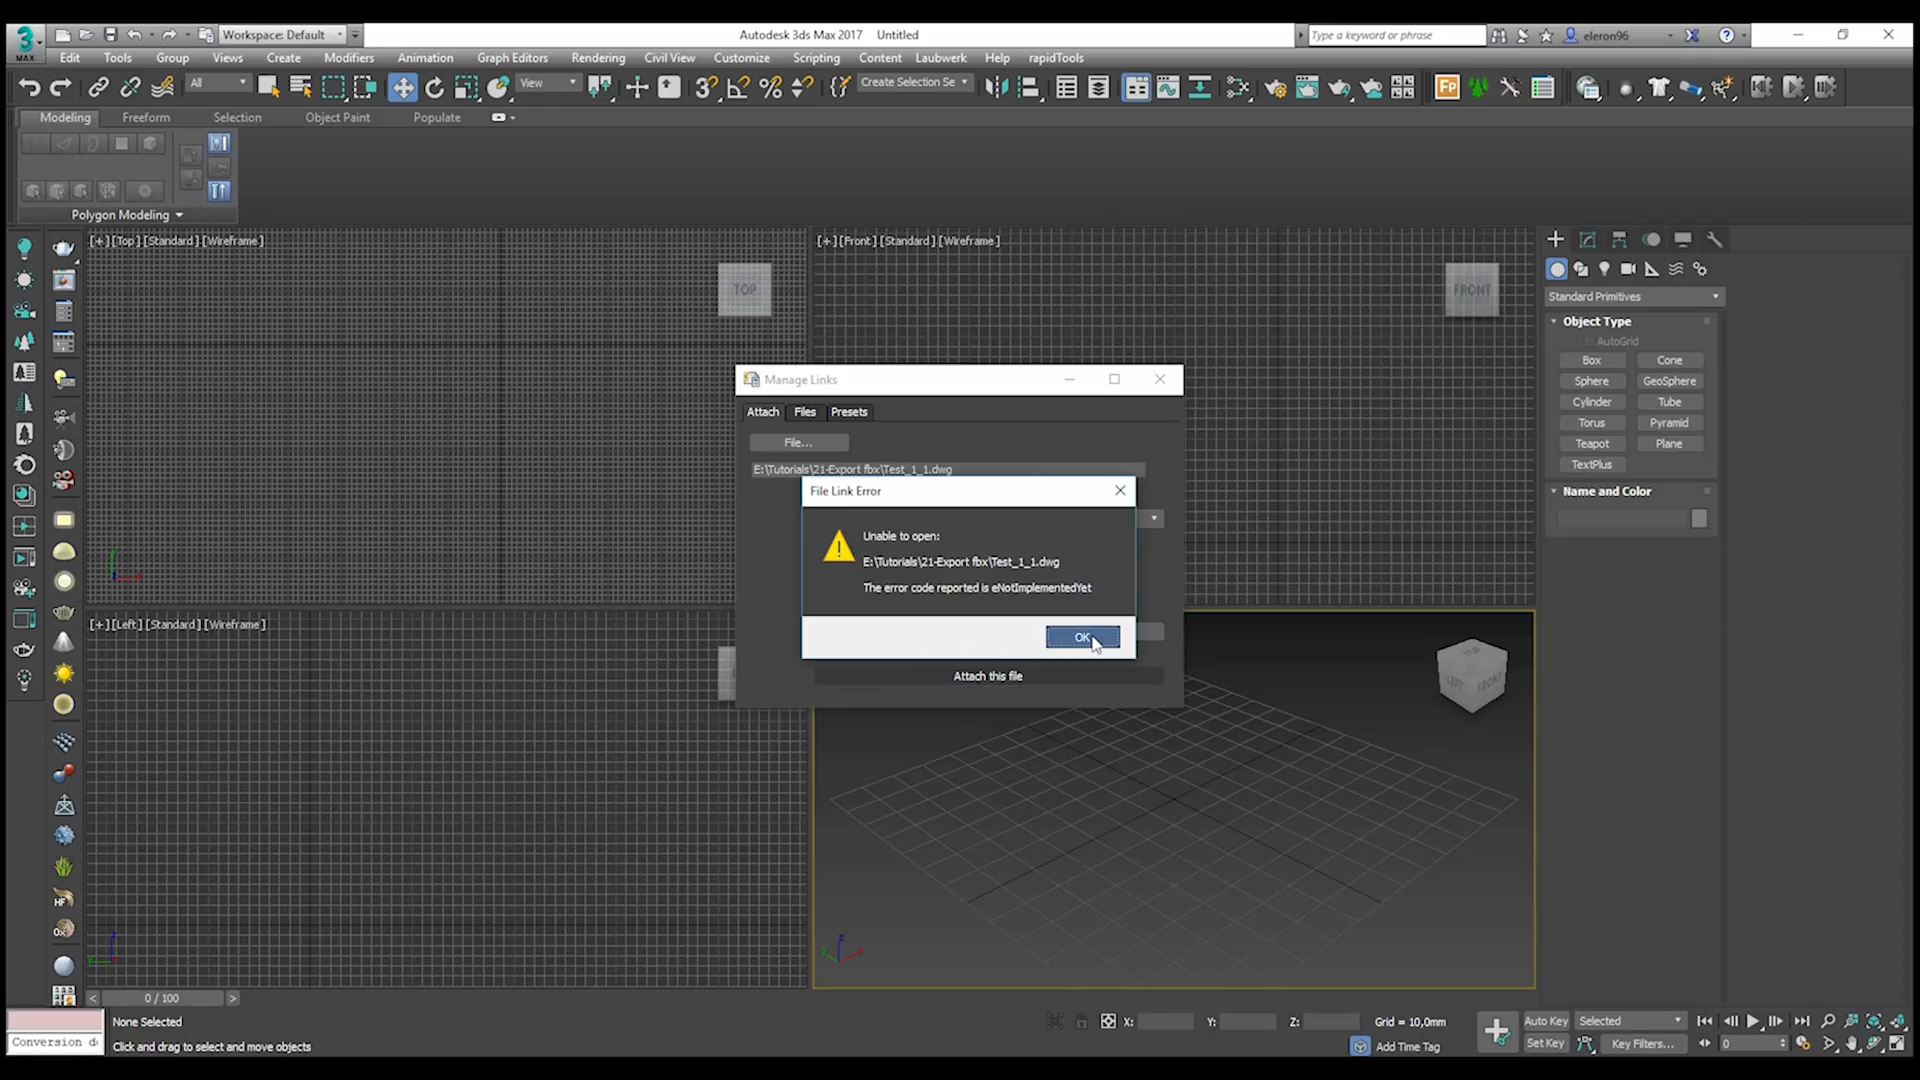 3
MAX
Workspace: Default
Autodesk 3ds Max 2017    Untitled
Type a keyword or phrase
eleron96
Edit Tools Group Views Create Modifiers Animation Graph Editors Rendering Civil View Customize Scripting Content Laubwerk Help rapidTools
All
View
Create Selection Se
Fp
Modeling Freeform Selection Object Paint Populate
Polygon Modeling
[+] [Top] [Standard] [Wireframe]
TOP
[+] [Front] [Standard] [Wireframe]
FRONT
Standard Primitives
Object Type
AutoGrid
Box Cone
Sphere GeoSphere
Cylinder Tube
Torus Pyramid
Teapot Plane
TextPlus
Name and Color
Manage Links
Attach Files Presets
File...
E:\Tutorials\21-Export fbx\Test_1_1.dwg
File Link Error
Unable to open:
E:\Tutorials\21-Export fbx\Test_1_1.dwg
The error code reported is eNotImplementedYet
OK
Attach this file
[+] [Left] [Standard] [Wireframe]
LEFT FRONT
HF
0 / 100
None Selected
X: Y: Z: Grid = 10,0mm
Auto Key Selected
Conversion d
Click and drag to select and move objects
Add Time Tag
Set Key Key Filters... 0